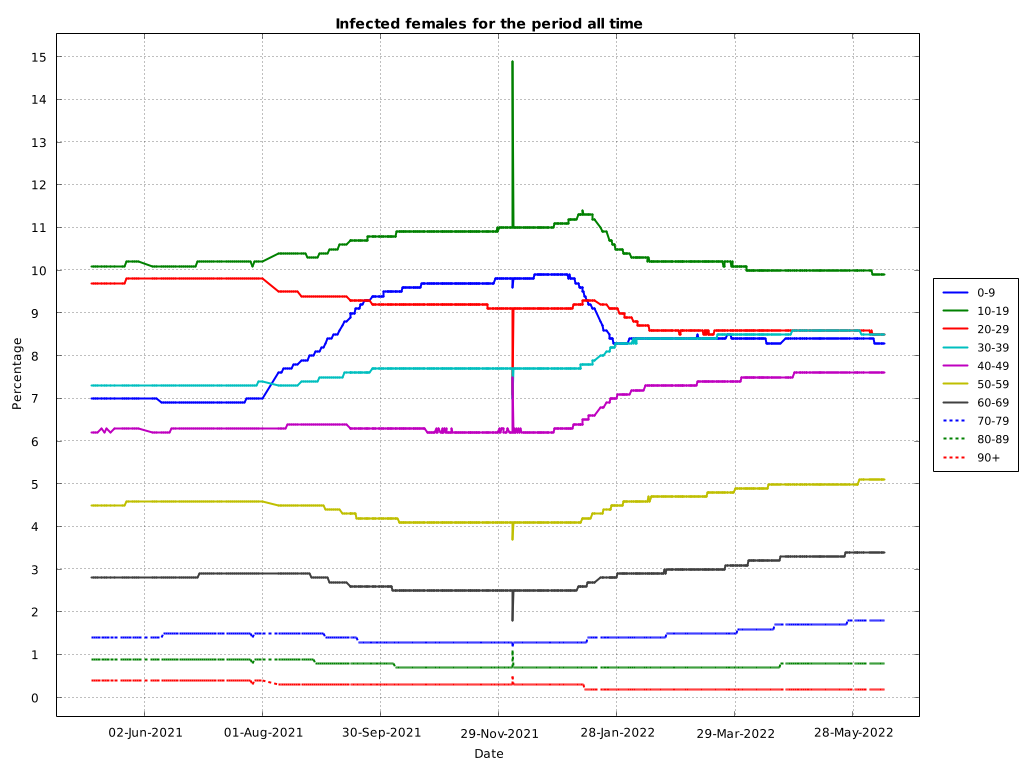 Infected females for the period all time
Percentage
15
14
13
12
11
10
9
8
7
6
5
4
3
2
1
0
02-Jun-2021
01-Aug-2021
30-Sep-2021
29-Nov-2021
28-Jan-2022
29-Mar-2022
28-May-2022
Date
0-9
10-19
20-29
30-39
40-49
50-59
60-69
70-79
80-89
90+